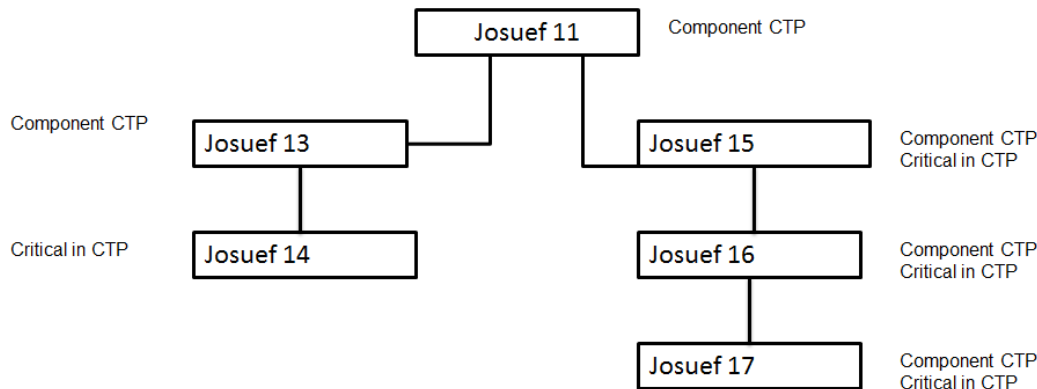 Josuef 11
Component CTP
Component CTP
Josuef 13
Josuef 15
Component CTP
Critical in CTP
Critical in CTP
Josuef 14
Josuef 16
Component CTP
Critical in CTP
Josuef 17
Component CTP
Critical in CTP